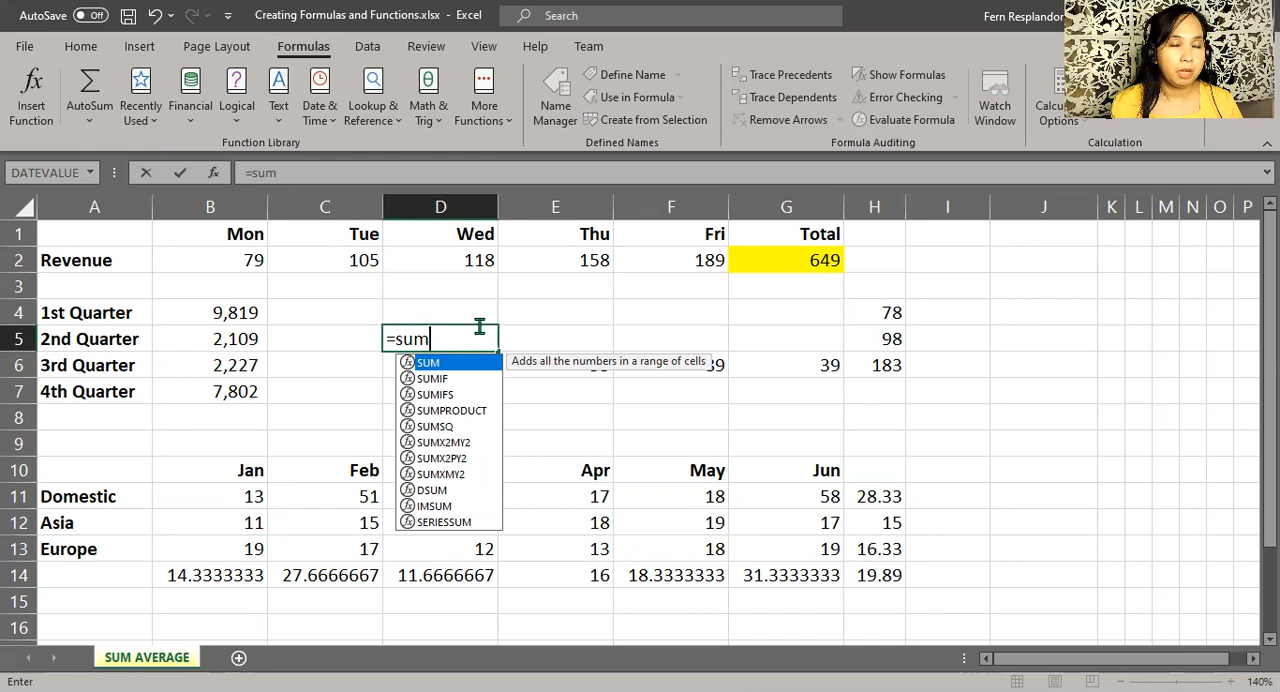 AutoSave Off Creating Formulas and Functions.xlsx - Excel Search Fern Resplandor
File Home Insert Page Layout Formulas Data Review View Help Team
fx Insert Function
AutoSum
Recently Used
Financial
Logical
Text
Date & Time
Lookup & Reference
Math & Trig
More Functions
Function Library
Name Manager
Define Name
Use in Formula
Create from Selection
Defined Names
Trace Precedents
Trace Dependents
Remove Arrows
Show Formulas
Error Checking
Evaluate Formula
Formula Auditing
Watch Window
Options
Calculation
DATEVALUE fx =sum
A B C D E F G H I J K L M N O P
1 Mon Tue Wed Thu Fri Total
2 Revenue 79 105 118 158 189 649
3
4 1st Quarter 9,819 78
5 2nd Quarter 2,109 =sum 98
6 3rd Quarter 2,227 39 183
7 4th Quarter 7,802
8
9
SUM Adds all the numbers in a range of cells
SUMIF
SUMIFS
SUMPRODUCT
SUMSQ
SUMX2MY2
SUMX2PY2
SUMXMY2
DSUM
IMSUM
SERIESSUM
10 Jan Feb Apr May Jun
11 Domestic 13 51 17 18 58 28.33
12 Asia 11 15 18 19 17 15
13 Europe 19 17 12 13 18 19 16.33
14 14.3333333 27.6666667 11.6666667 16 18.3333333 31.3333333 19.89
15
16
SUM AVERAGE
Enter 140%